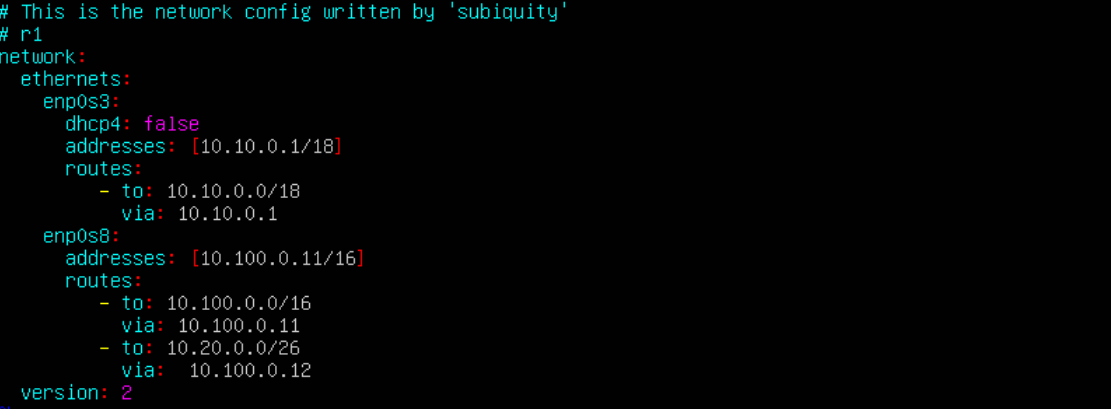 # This is the network config written by 'subiquity'
# r1
network:
  ethernets:
    enp0s3:
      dhcp4: false
      addresses: [10.10.0.1/18]
      routes:
         - to: 10.10.0.0/18
           via: 10.10.0.1
    enp0s8:
      addresses: [10.100.0.11/16]
      routes:
         - to: 10.100.0.0/16
           via: 10.100.0.11
         - to: 10.20.0.0/26
           via:  10.100.0.12
  version: 2